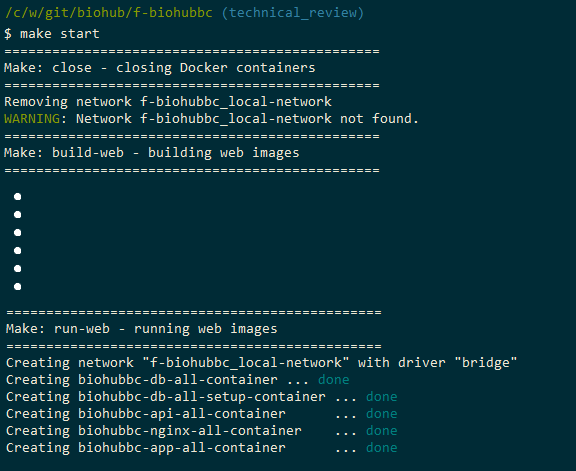 /c/w/git/biohub/f-biohubbc (technical_review)
$ make start
===============================================
Make: close - closing Docker containers
===============================================
Removing network f-biohubbc_local-network
WARNING: Network f-biohubbc_local-network not found.
===============================================
Make: build-web - building web images
===============================================
•
•
•
•
•
•
===============================================
Make: run-web - running web images
===============================================
Creating network "f-biohubbc_local-network" with driver "bridge"
Creating biohubbc-db-all-container ... done
Creating biohubbc-db-all-setup-container ... done
Creating biohubbc-api-all-container      ... done
Creating biohubbc-nginx-all-container    ... done
Creating biohubbc-app-all-container      ... done